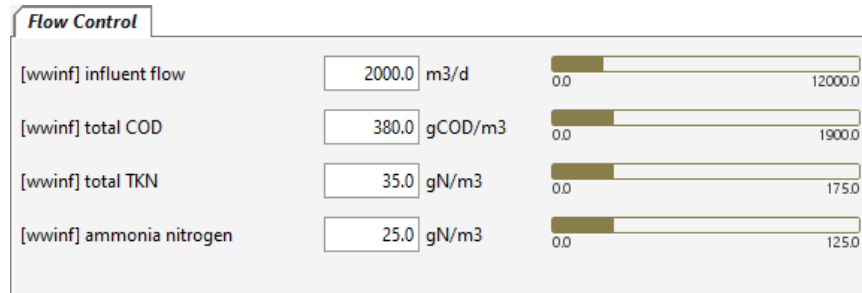 Flow Control
[wwinf] influent flow 2000.0 m3/d 0.0 12000.0
[wwinf] total COD 380.0 gCOD/m3 0.0 1900.0
[wwinf] total TKN 35.0 gN/m3 0.0 175.0
[wwinf] ammonia nitrogen 25.0 gN/m3 0.0 125.0